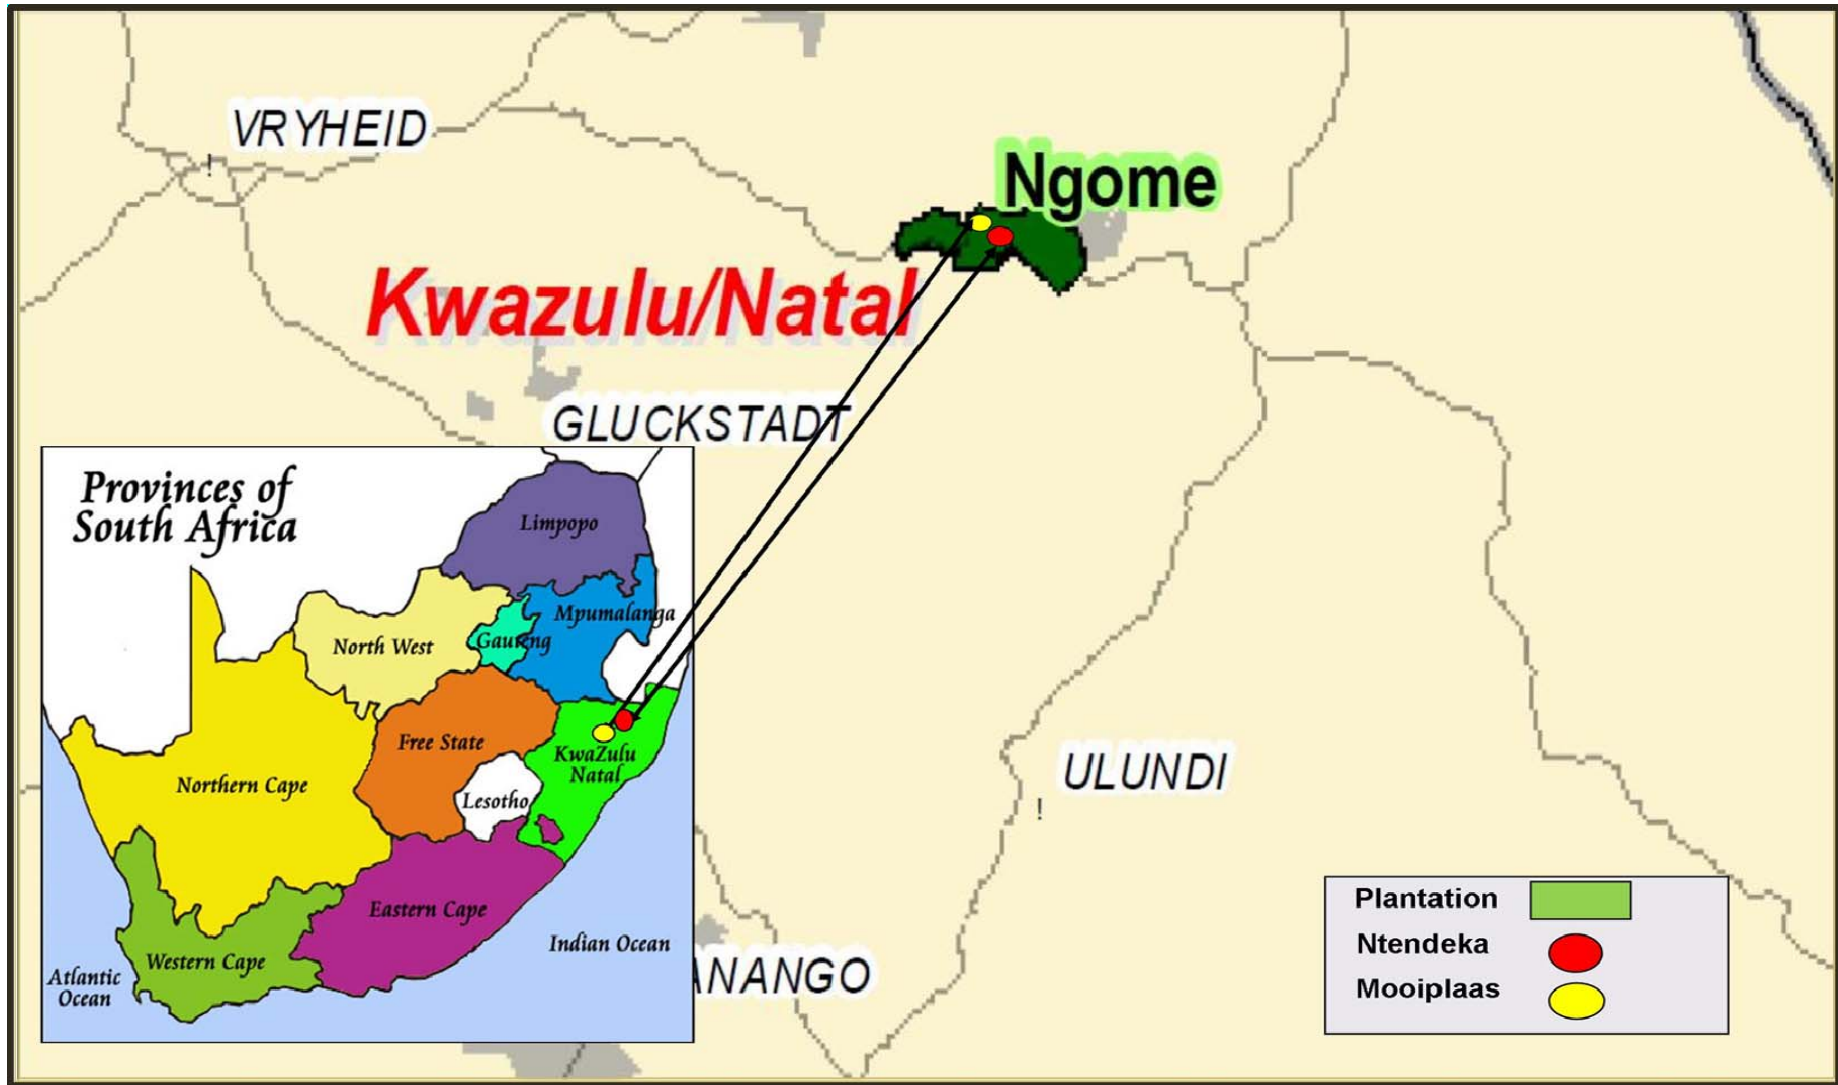 VRYHEID
!
Ngome
Kwazulu/Natal
GLUCKSTADT
Provinces of
South Africa
Limpopo
Mpumalanga
Gauteng
North West
Free State
KwaZulu
Natal
Northern Cape
Lesotho
Eastern Cape
Western Cape
Indian Ocean
Atlantic
Ocean
ULUNDI
!
ANANGO
Plantation
Ntendeka
Mooiplaas